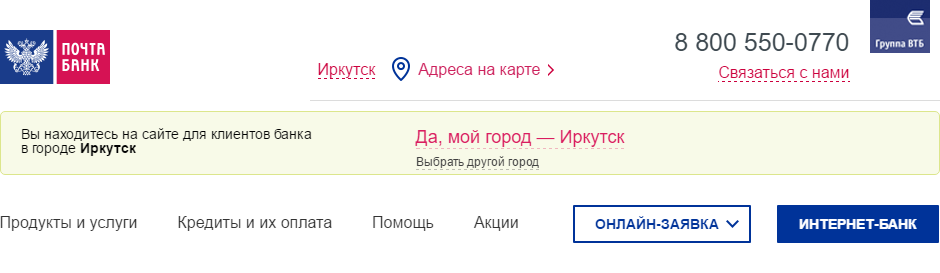 ПОЧТА
БАНК
Иркутск
Адреса на карте
8 800 550-0770
Связаться с нами
Группа ВТБ
Вы находитесь на сайте для клиентов банка
в городе Иркутск
Да, мой город — Иркутск
Выбрать другой город
Продукты и услуги
Кредиты и их оплата
Помощь
Акции
ОНЛАЙН-ЗАЯВКА
ИНТЕРНЕТ-БАНК